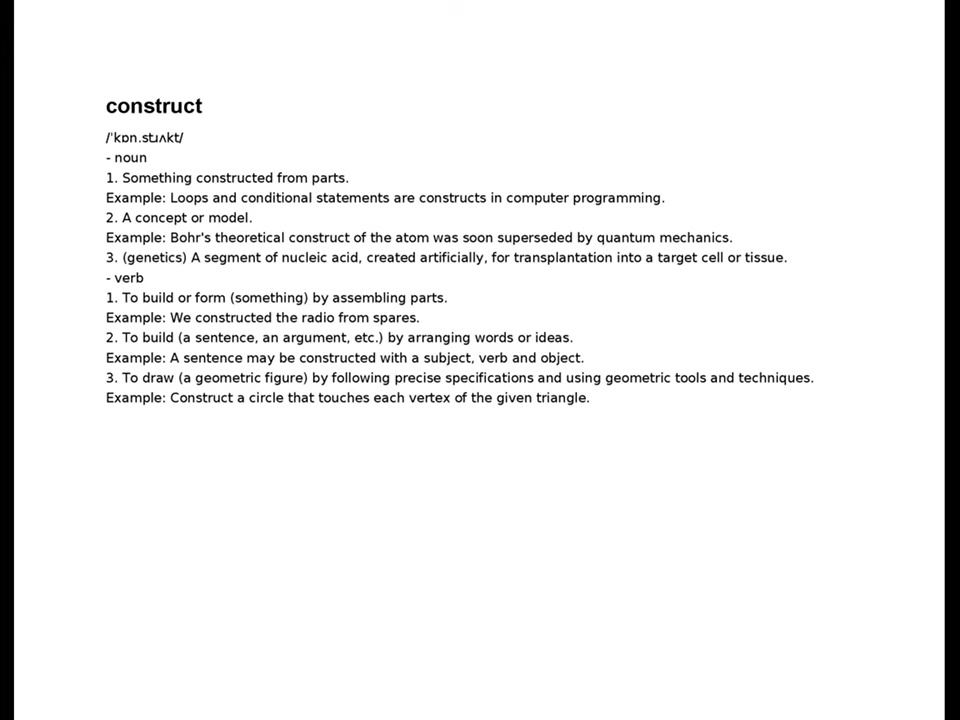 construct
/ˈkɒn.stɹʌkt/
- noun
1. Something constructed from parts.
Example: Loops and conditional statements are constructs in computer programming.
2. A concept or model.
Example: Bohr's theoretical construct of the atom was soon superseded by quantum mechanics.
3. (genetics) A segment of nucleic acid, created artificially, for transplantation into a target cell or tissue.
- verb
1. To build or form (something) by assembling parts.
Example: We constructed the radio from spares.
2. To build (a sentence, an argument, etc.) by arranging words or ideas.
Example: A sentence may be constructed with a subject, verb and object.
3. To draw (a geometric figure) by following precise specifications and using geometric tools and techniques.
Example: Construct a circle that touches each vertex of the given triangle.